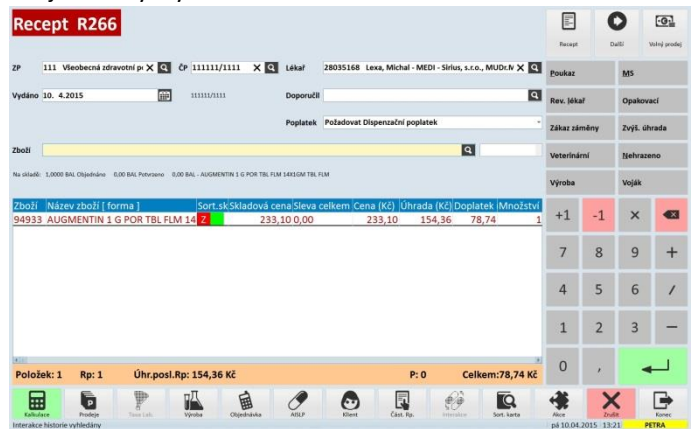 Recept R266
Recept
Další
Volný prodej
ZP 111 Všeobecná zdravotní po ČP 111111/1111 Lékař 28035168 Lexa, Michal - MEDI - Sirius, s.r.o., MUDr.
Poukaz MS
Vydáno 10. 4.2015 111111/1111 Doporučil
Rev. lékař Opakovací
Poplatek Požadovat Dispenzační poplatek
Zákaz záměny Zvýš. úhrada
Zboží
Veterinární Nehrazeno
Na skladě: 1,0000 BAL Objednáno 0,00 BAL Potvrzeno 0,00 BAL - AUGMENTIN 1 G POR TBL FLM 14X1GM TBL FLM
Výroba Voják
Zboží Název zboží [ forma ] Sort.sk Skladová cena Sleva celkem Cena (Kč) Úhrada (Kč) Doplatek (Množství
94933 AUGMENTIN 1 G POR TBL FLM 14 Z 233,10 0,00 233,10 154,36 78,74 1
+1 -1 ×
7 8 9 +
4 5 6 /
1 2 3 −
0 ,
Položek: 1 Rp: 1 Úhr.posl.Rp: 154,36 Kč P: 0 Celkem:78,74 Kč
Kalkulace Prodeje Taxa Lab. Výroba Objednávka AISLP Klient Část. Rp. Interakce Sort. karta Akce Zrušit Konec
Interakce historie vyhledány pá 10.04.2015 13:21 PETRA